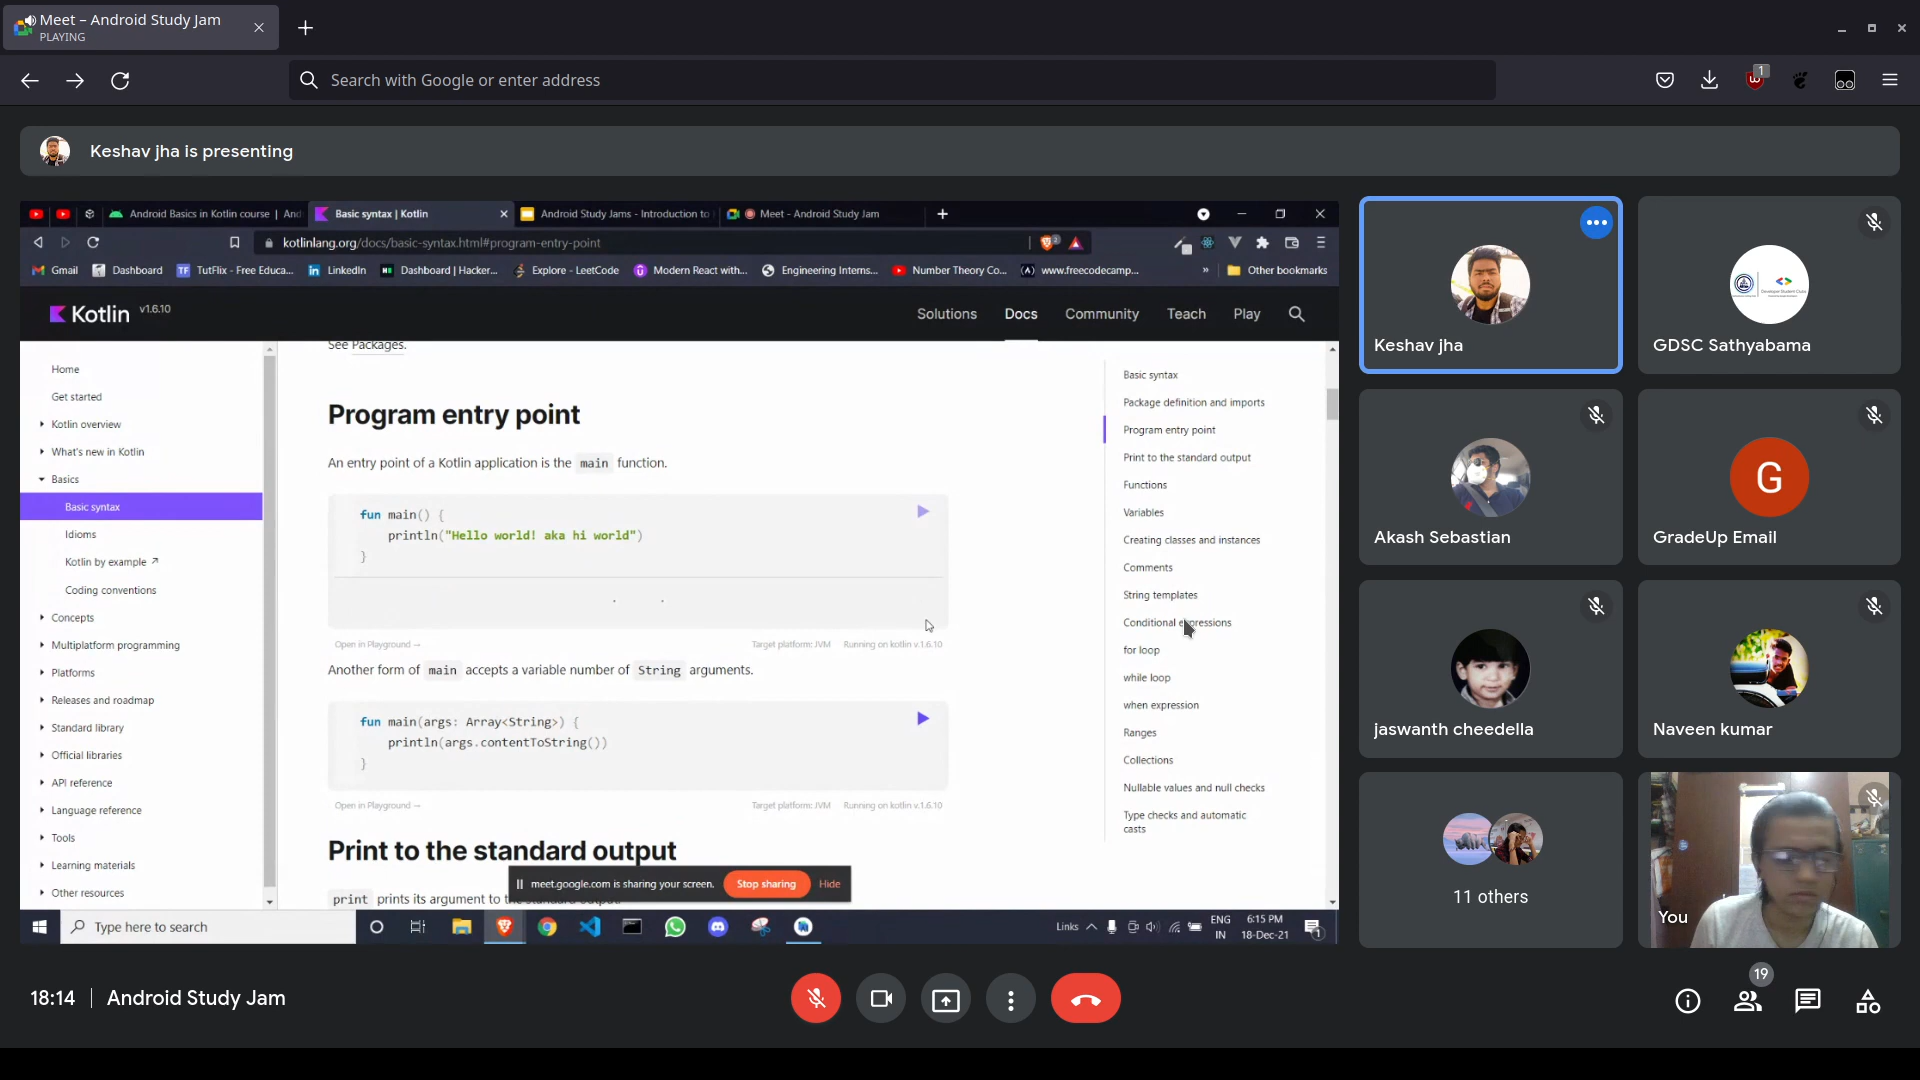 Meet – Android Study Jam
PLAYING
Search with Google or enter address
1
Keshav jha is presenting
Android Basics in Kotlin course | And
Basic syntax | Kotlin
Android Study Jams - Introduction to
Meet - Android Study Jam
kotlinlang.org/docs/basic-syntax.html#program-entry-point
2
Gmail
Dashboard
TF
TutFlix - Free Educa...
LinkedIn
Dashboard | Hacker...
Explore - LeetCode
Modern React with...
Engineering Interns...
Number Theory Co...
www.freecodecamp...
»
Other bookmarks
Kotlin v1.6.10
Solutions
Docs
Community
Teach
Play
Home
Get started
Kotlin overview
What's new in Kotlin
Basics
Basic syntax
Idioms
Kotlin by example ↗
Coding conventions
Concepts
Multiplatform programming
Platforms
Releases and roadmap
Standard library
Official libraries
API reference
Language reference
Tools
Learning materials
Other resources
See Packages.
Program entry point
An entry point of a Kotlin application is the main function.
fun main() {
println("Hello world! aka hi world")
}
Open in Playground →
Target platform: JVM
Running on kotlin v.1.6.10
Another form of main accepts a variable number of String arguments.
fun main(args: Array<String>) {
println(args.contentToString())
}
Open in Playground →
Target platform: JVM
Running on kotlin v.1.6.10
Print to the standard output
print prints its argument to the standard output.
meet.google.com is sharing your screen.
Stop sharing
Hide
Basic syntax
Package definition and imports
Program entry point
Print to the standard output
Functions
Variables
Creating classes and instances
Comments
String templates
Conditional expressions
for loop
while loop
when expression
Ranges
Collections
Nullable values and null checks
Type checks and automatic
casts
Type here to search
Links
ENG
IN
6:15 PM
18-Dec-21
1
Keshav jha
GDSC Sathyabama
Akash Sebastian
G
GradeUp Email
jaswanth cheedella
Naveen kumar
11 others
You
18:14
Android Study Jam
19